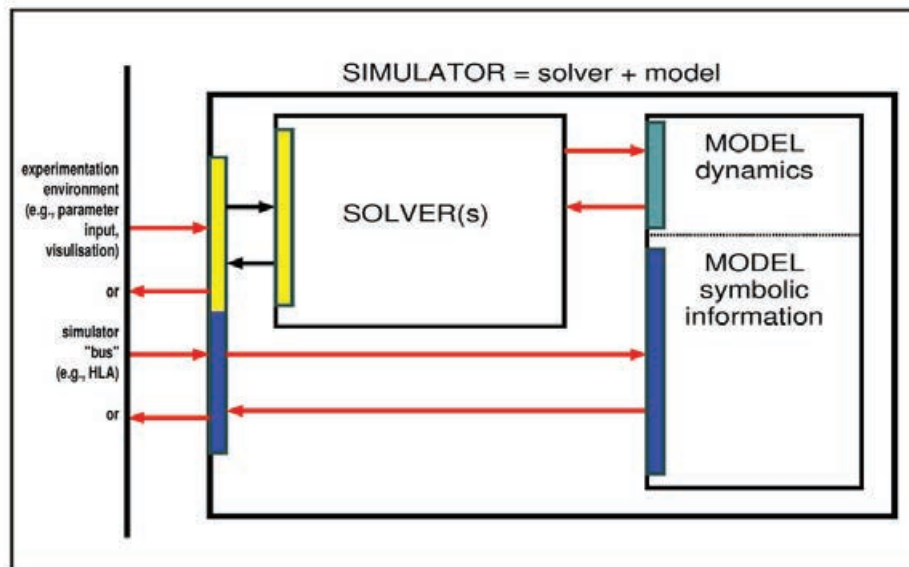 SIMULATOR = solver + model
experimentation
environment
(e.g., parameter
input,
visulisation)
or
simulator
"bus"
(e.g., HLA)
or
SOLVER(s)
MODEL
dynamics
MODEL
symbolic
information